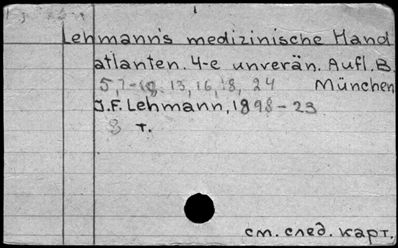 Lehmann's medizinische Hand
atlanten. 4-e unverän. Aufl. B.
5, 7-10, 13, 16, 18, 24 München
J.F. Lehmann, 1898-23
8 т.
см. след. карт.